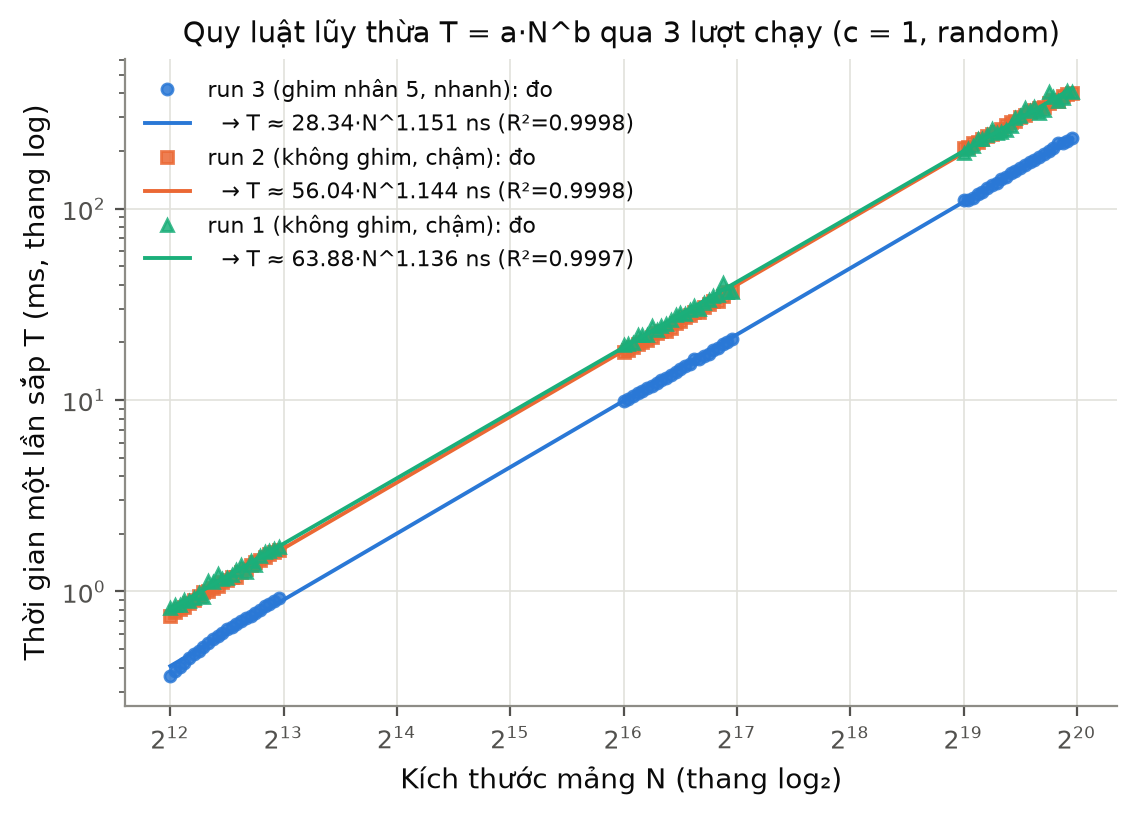 Quy luật lũy thừa T = a·N^b qua 3 lượt chạy (c = 1, random)
run 3 (ghim nhân 5, nhanh): đo
→ T ≈ 28.34·N^1.151 ns (R²=0.9998)
run 2 (không ghim, chậm): đo
→ T ≈ 56.04·N^1.144 ns (R²=0.9998)
run 1 (không ghim, chậm): đo
→ T ≈ 63.88·N^1.136 ns (R²=0.9997)
Thời gian một lần sắp T (ms, thang log)
10²
10¹
10⁰
2¹² 2¹³ 2¹⁴ 2¹⁵ 2¹⁶ 2¹⁷ 2¹⁸ 2¹⁹ 2²⁰
Kích thước mảng N (thang log₂)